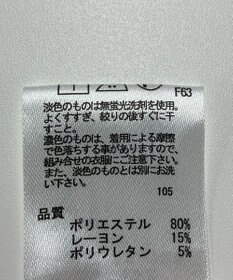 F63
淡色のものは無蛍光洗剤を使用。
よくすすぎ、絞りの後すぐに干
すこと。
濃色のものは、着用による摩擦
で色落ちする事がありますので、
組み合せの衣服にご注意下さい。
また、淡色のものとは別にお洗
い下さい。
105
品質
ポリエステル 80%
レーヨン 15%
ポリウレタン 5%